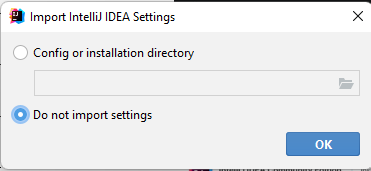 Import IntelliJ IDEA Settings
Config or installation directory
Do not import settings
OK